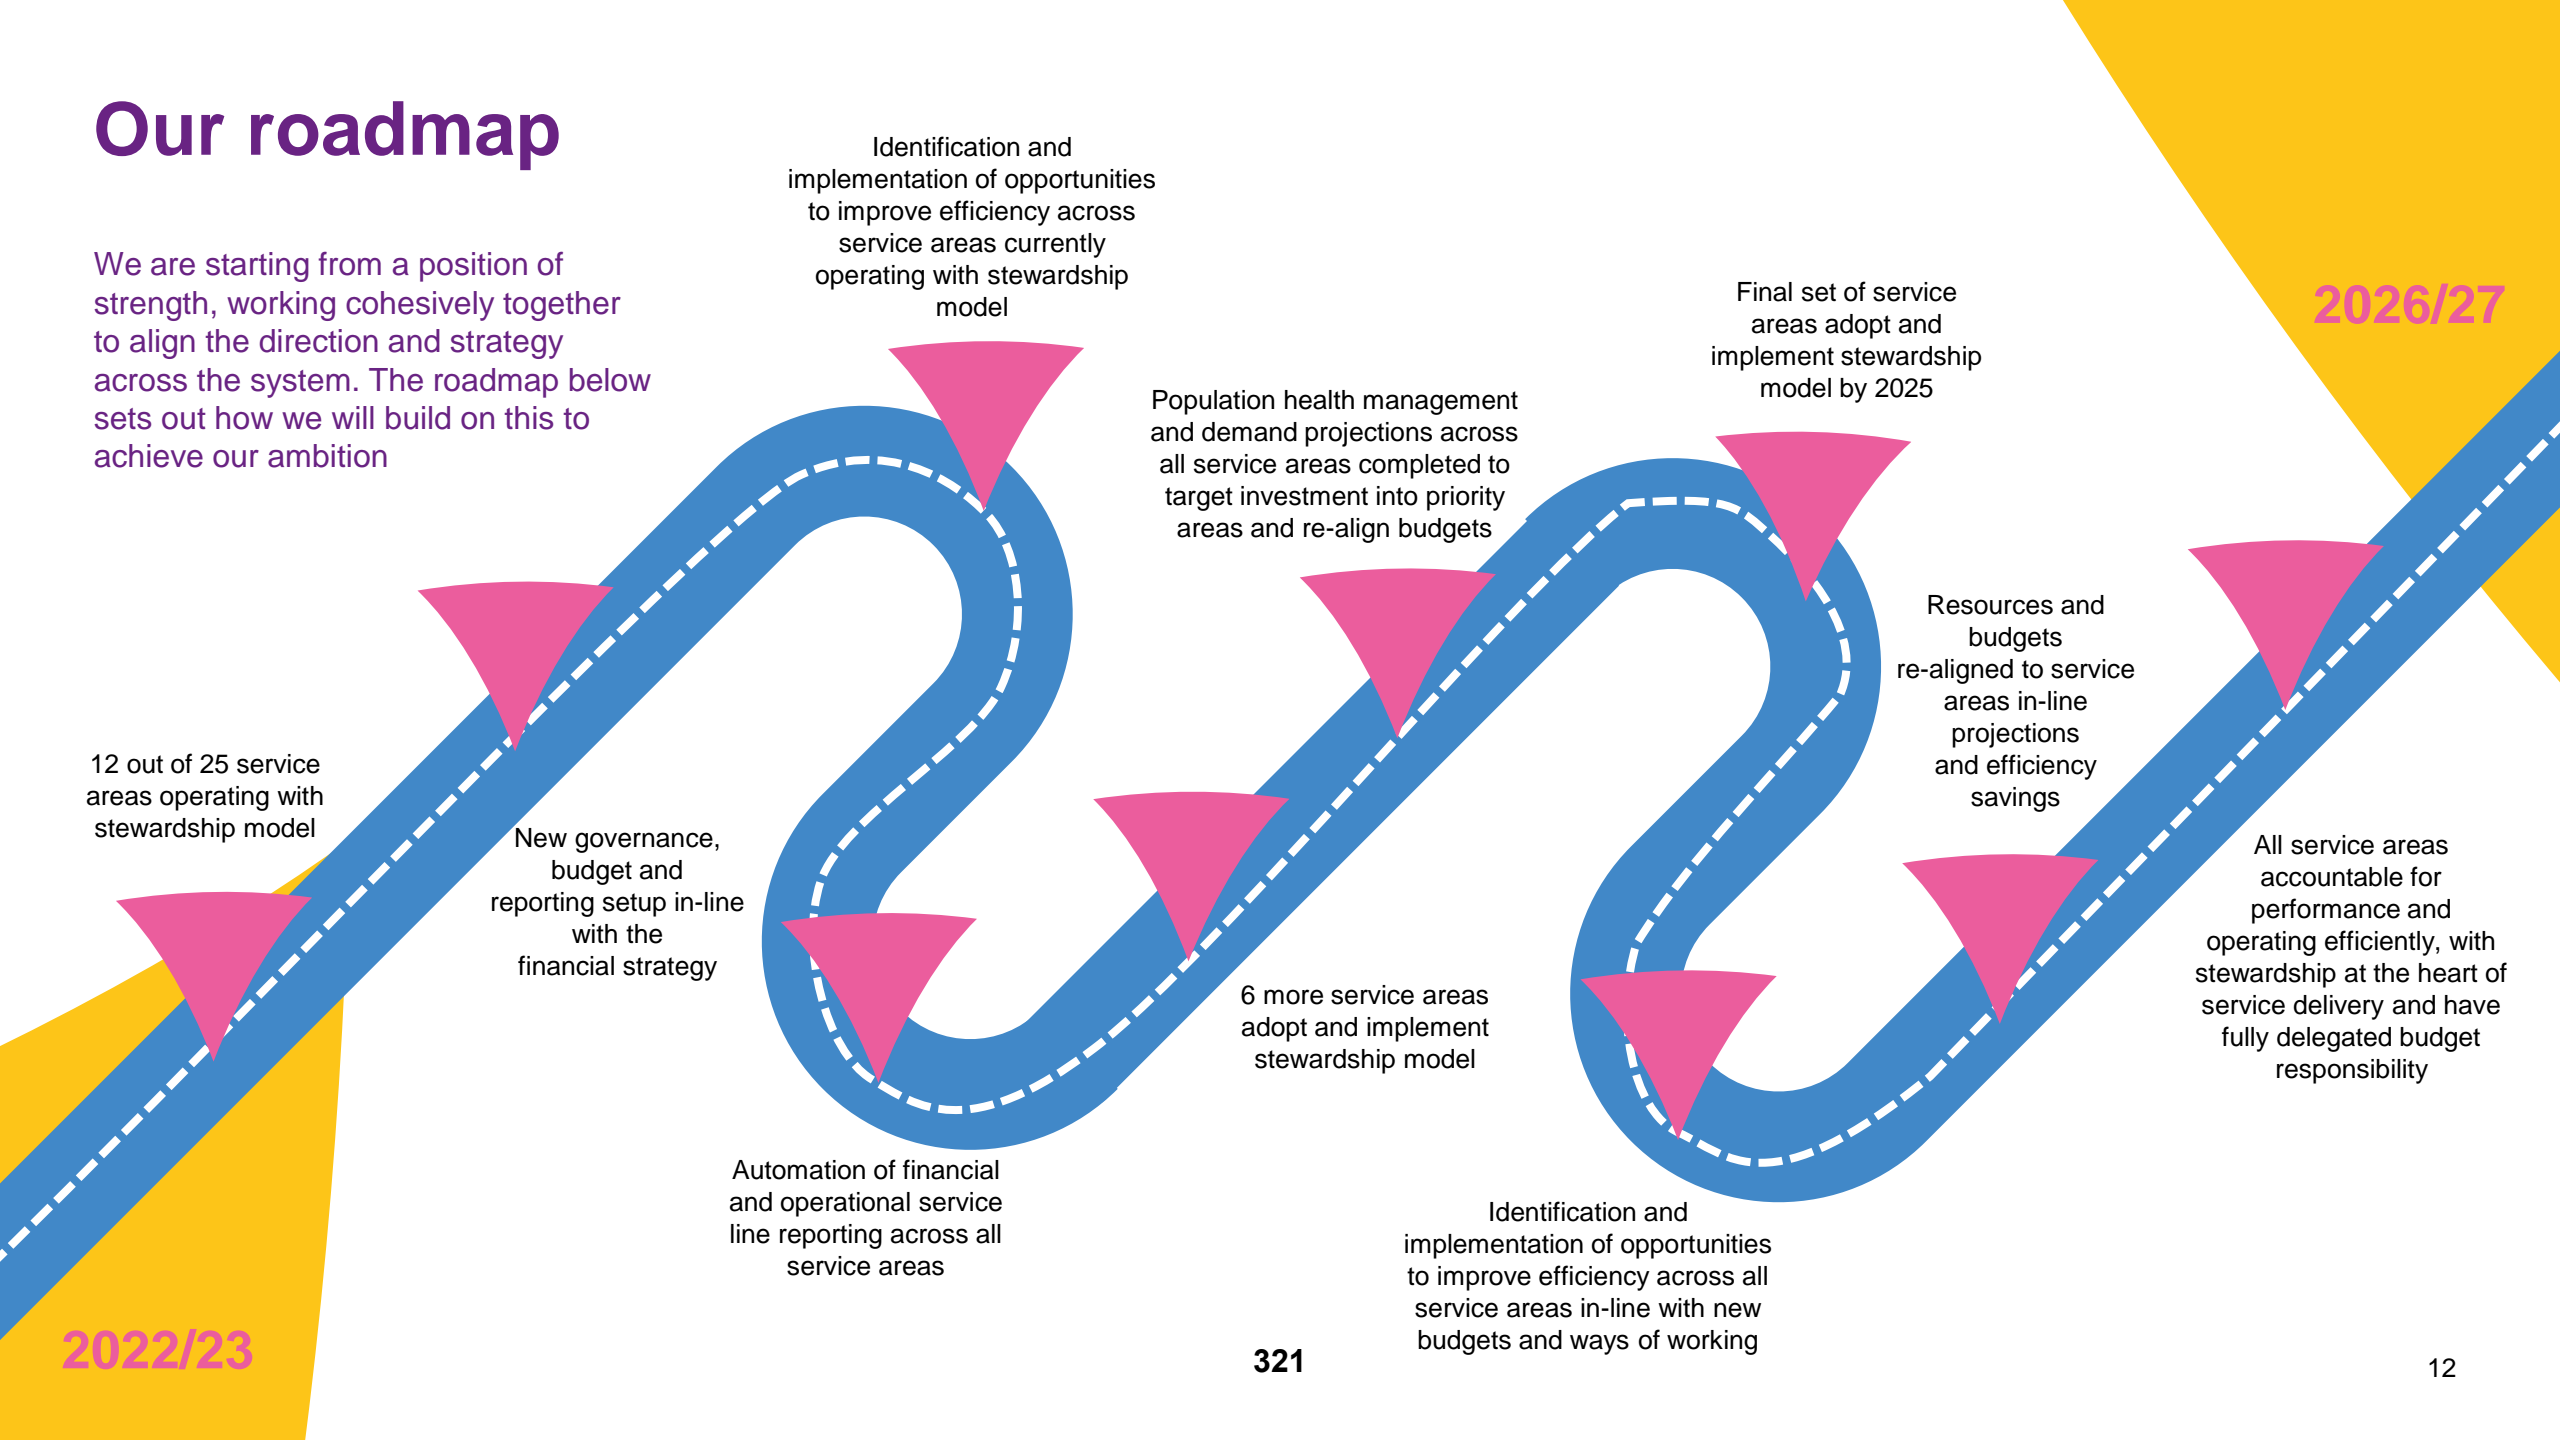 Our roadmap
We are starting from a position of
strength, working cohesively together
to align the direction and strategy
across the system. The roadmap below
sets out how we will build on this to
achieve our ambition
2022/23
12 out of 25 service
areas operating with
stewardship model
New governance,
budget and
reporting setup in-line
with the
financial strategy
Identification and
implementation of opportunities
to improve efficiency across
service areas currently
operating with stewardship
model
Automation of financial
and operational service
line reporting across all
service areas
6 more service areas
adopt and implement
stewardship model
Population health management
and demand projections across
all service areas completed to
target investment into priority
areas and re-align budgets
Final set of service
areas adopt and
implement stewardship
model by 2025
Identification and
implementation of opportunities
to improve efficiency across all
service areas in-line with new
budgets and ways of working
Resources and
budgets
re-aligned to service
areas in-line
projections
and efficiency
savings
All service areas
accountable for
performance and
operating efficiently, with
stewardship at the heart of
service delivery and have
fully delegated budget
responsibility
2026/27
321
12